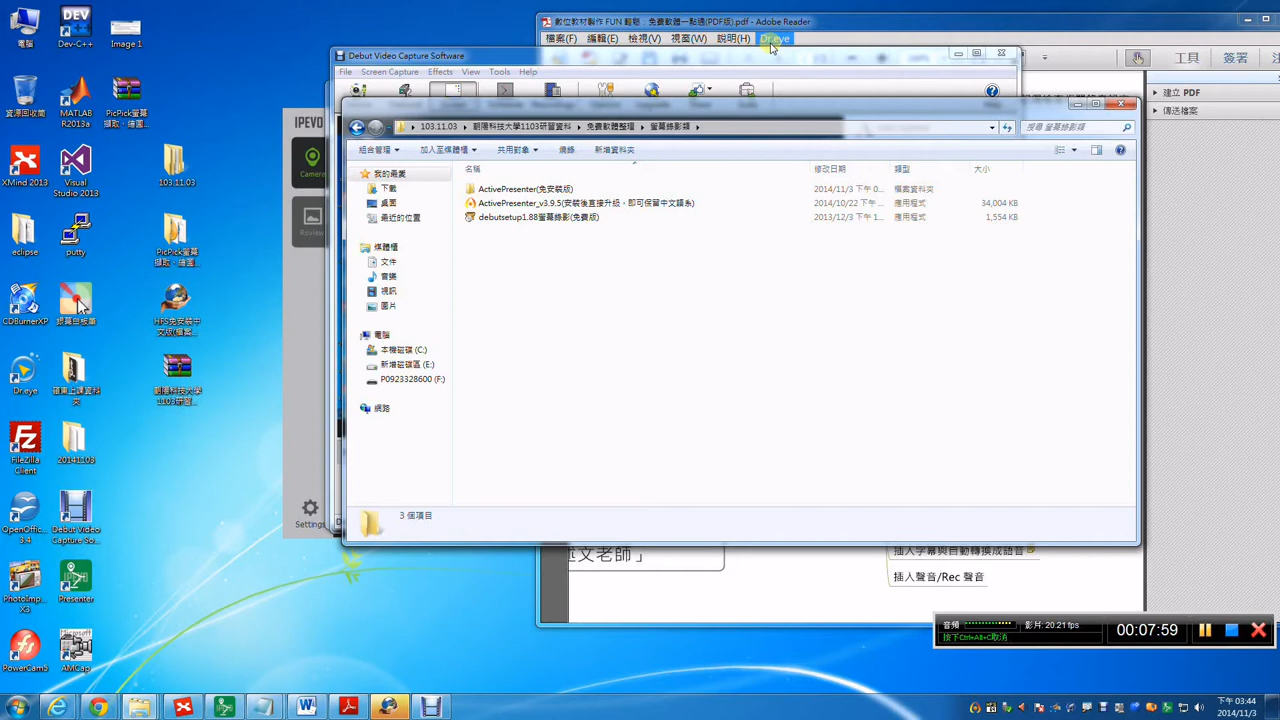 電腦
Dev-C++
Image 1
資源回收筒
MATLAB R2013a
PicPick螢幕擷取、繪圖...
XMind 2013
Visual Studio 2013
103.11.03
eclipse
putty
PicPick螢幕擷取、繪圖...
CDBurnerXP
HFS免安裝中文版(檔案...
Dr.eye
朝陽科技大學1103研習...
FileZilla Client
20141103
OpenOffice 3.4
Debut Video Capture So...
PhotoImp... X3
Presenter
PowerCam5
AMCap
IPEVO
Camera
Review
Settings
數位教材製作 FUN 輕鬆：免費軟體一點通(PDF版).pdf - Adobe Reader
檔案(F) 編輯(E) 檢視(V) 視窗(W) 說明(H) Dr.eye
工具 簽署
建立 PDF
傳送檔案
Debut Video Capture Software
File Screen Capture Effects View Tools Help
103.11.03 朝陽科技大學1103研習資料 免費軟體整理 螢幕錄影類
搜尋 螢幕錄影類
組合管理 加入至媒體櫃 共用對象 燒錄 新增資料夾
我的最愛
下載
桌面
最近的位置
媒體櫃
文件
音樂
視訊
圖片
電腦
本機磁碟 (C:)
新增磁碟區 (E:)
P0923328600 (F:)
網路
名稱 修改日期 類型 大小
ActivePresenter(免安裝版) 2014/11/3 下午 0... 檔案資料夾
ActivePresenter_v3.9.5(安裝後直接升級，即可保留中文語系) 2014/10/22 下午 ... 應用程式 34,004 KB
debutsetup1.88螢幕錄影(免費版) 2013/12/3 下午 1... 應用程式 1,554 KB
3 個項目
文老師」
插入字幕與自動轉換成語音
插入聲音/Rec 聲音
音頻 影片: 20.21 fps
按下Ctrl+Alt+C取消
00:07:59
下午 03:44
2014/11/3